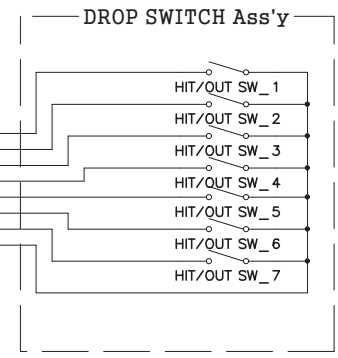 DROP SWITCH Ass'y
HIT/OUT SW_1
HIT/OUT SW_2
HIT/OUT SW_3
HIT/OUT SW_4
HIT/OUT SW_5
HIT/OUT SW_6
HIT/OUT SW_7